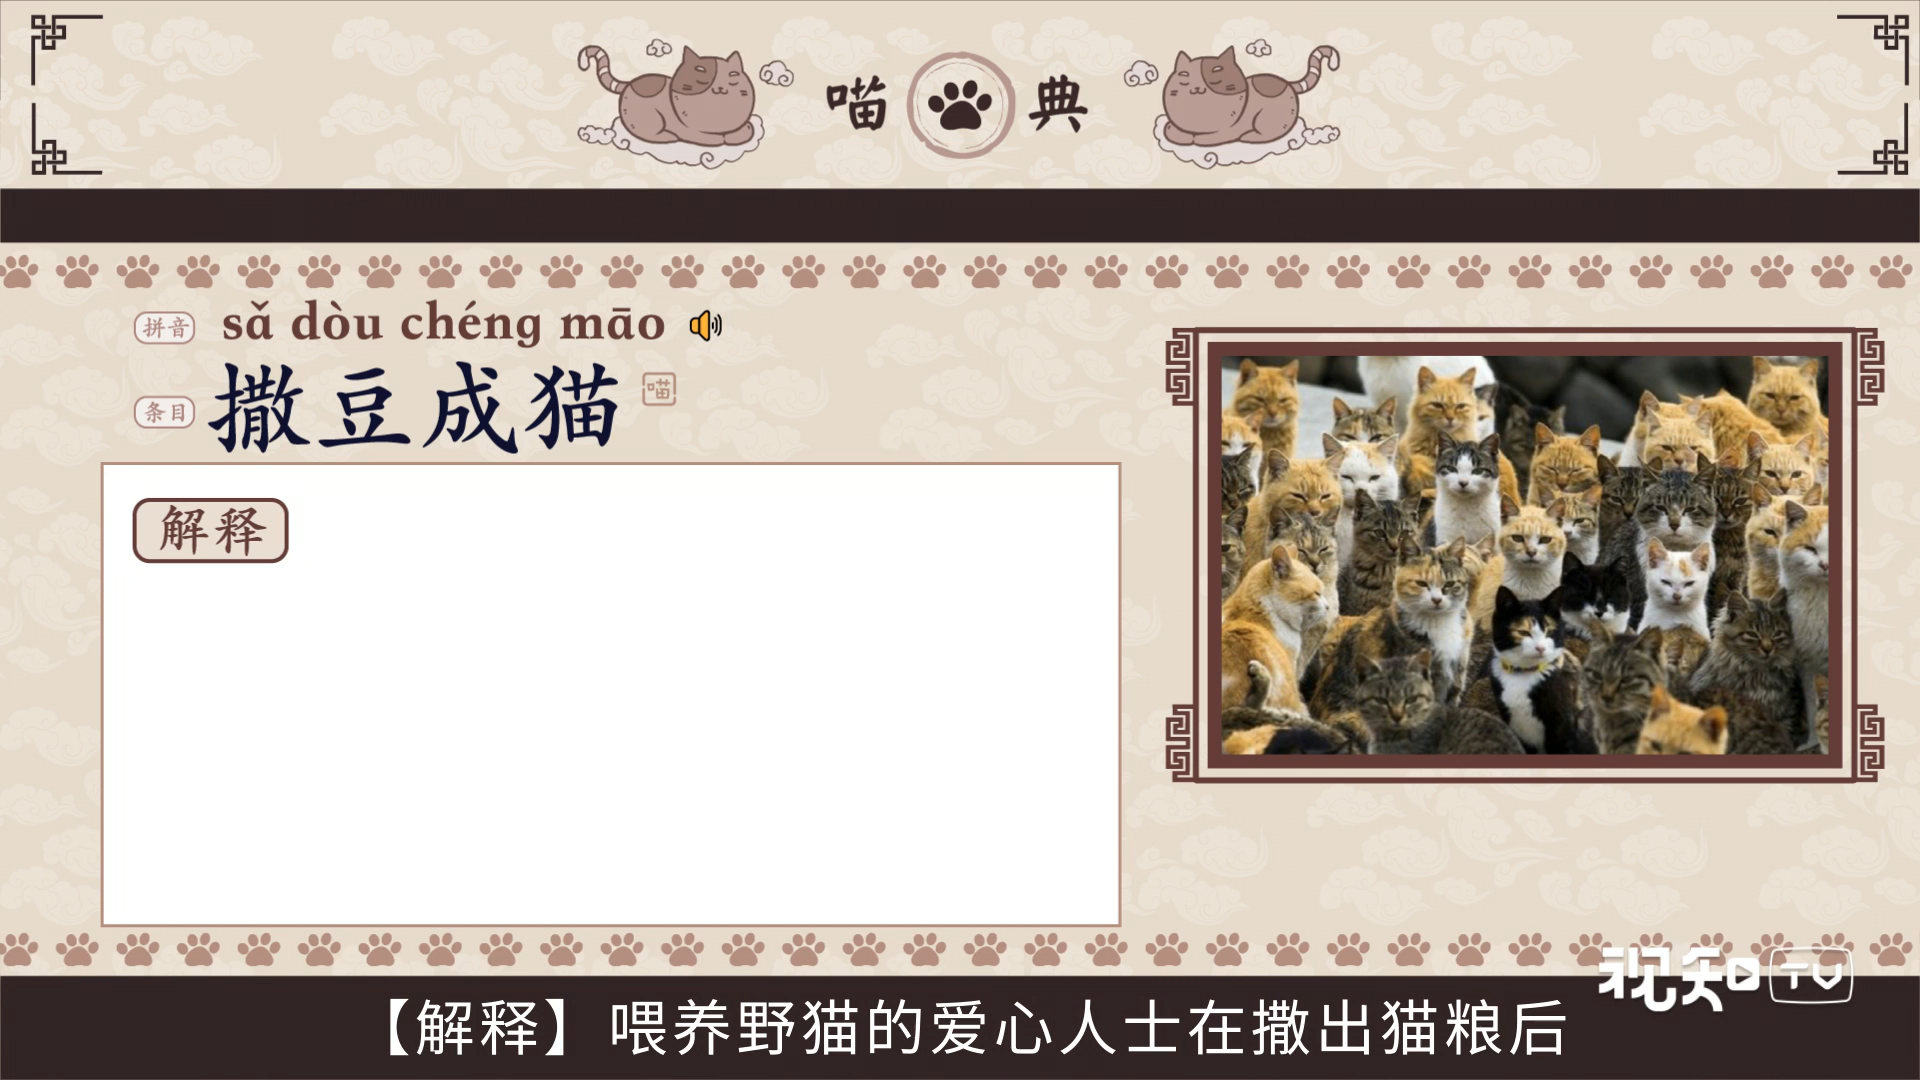 喵典
拼音 sǎ dòu chéng māo
条目 撒豆成猫 喵
解释
视知TV
【解释】喂养野猫的爱心人士在撒出猫粮后